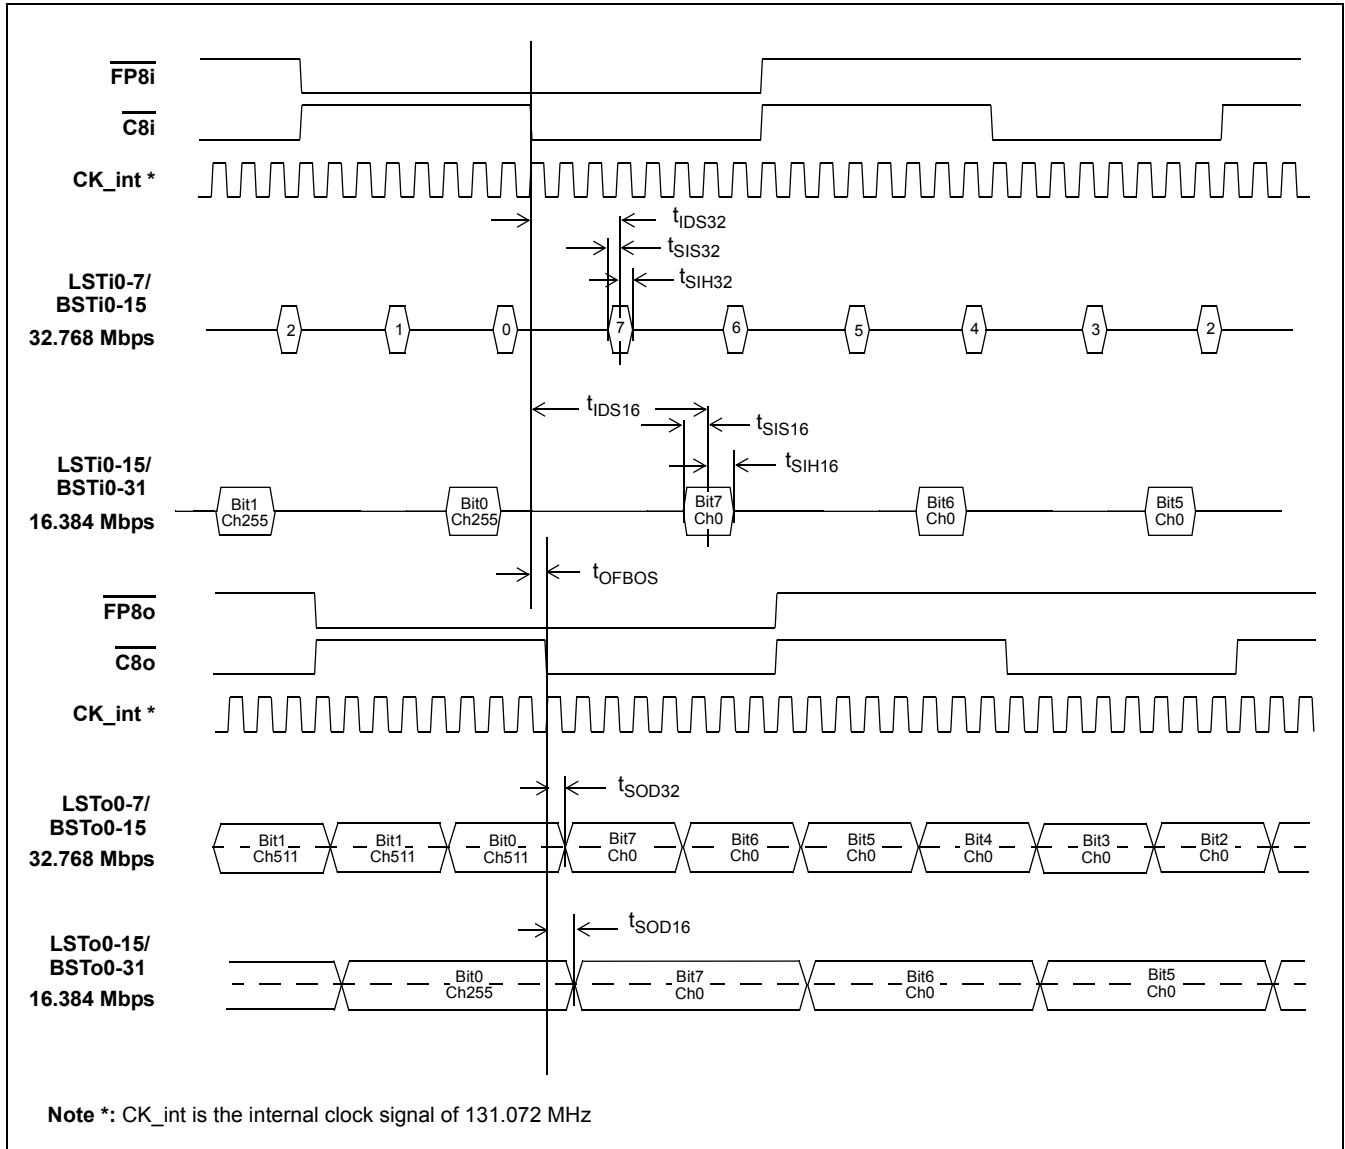 FP8i
C8i
CK_int *
tIDS32
tSIS32
tSIH32
LSTi0-7/
BSTi0-15
32.768 Mbps
2 1 0 7 6 5 4 3 2
tIDS16
tSIS16
tSIH16
LSTi0-15/
BSTi0-31
16.384 Mbps
Bit1 Bit0 Bit7 Bit6 Bit5
Ch255 Ch255 Ch0 Ch0 Ch0
tOFBOS
FP8o
C8o
CK_int *
tSOD32
LSTo0-7/
BSTo0-15
32.768 Mbps
Bit1 Bit1 Bit0 Bit7 Bit6 Bit5 Bit4 Bit3 Bit2
Ch511 Ch511 Ch511 Ch0 Ch0 Ch0 Ch0 Ch0 Ch0
tSOD16
LSTo0-15/
BSTo0-31
16.384 Mbps
Bit0 Bit7 Bit6 Bit5
Ch255 Ch0 Ch0 Ch0
Note *: CK_int is the internal clock signal of 131.072 MHz